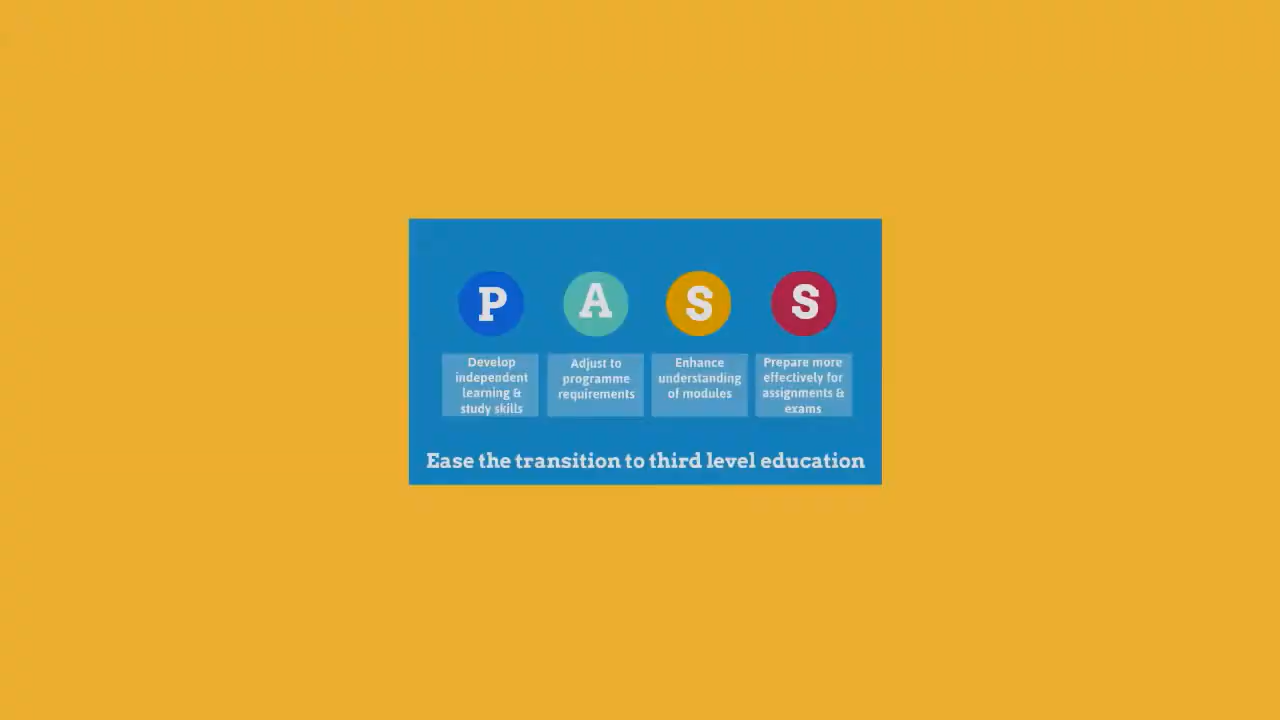 P A S S
Develop
independent
learning &
study skills
Adjust to
programme
requirements
Enhance
understanding
of modules
Prepare more
effectively for
assignments &
exams
Ease the transition to third level education